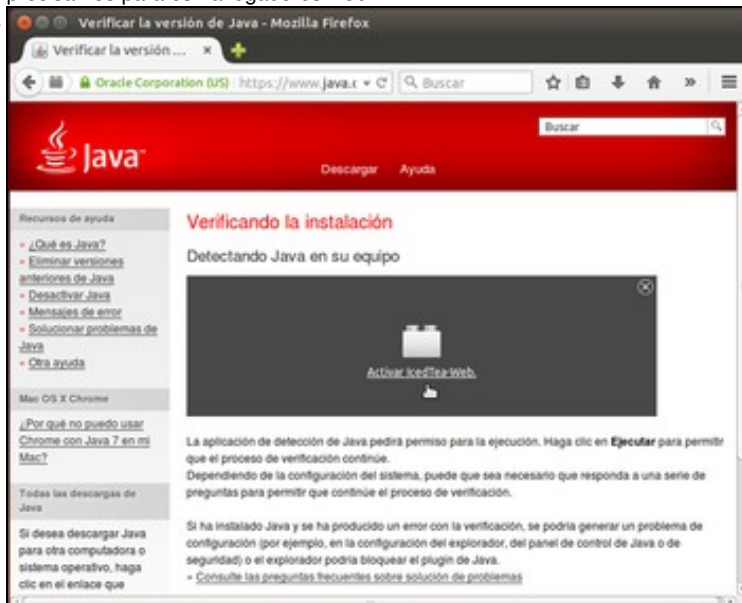 Verificar la versión de Java - Mozilla Firefox
Verificar la versión ...
Oracle Corporation (US) https://www.java.c
Buscar
Buscar
Java
Descargar Ayuda
Recursos de ayuda
» ¿Qué es Java?
» Eliminar versiones
anteriores de Java
» Desactivar Java
» Mensajes de error
» Solucionar problemas de
Java
» Otra ayuda
Mac OS X Chrome
¿Por qué no puedo usar
Chrome con Java 7 en mi
Mac?
Todas las descargas de
Java
Si desea descargar Java
para otra computadora o
sistema operativo, haga
clic en el enlace que
Verificando la instalación
Detectando Java en su equipo
Activar IcedTea-Web.
La aplicación de detección de Java pedirá permiso para la ejecución. Haga clic en Ejecutar para permitir
que el proceso de verificación continúe.
Dependiendo de la configuración del sistema, puede que sea necesario que responda a una serie de
preguntas para permitir que continúe el proceso de verificación.
Si ha instalado Java y se ha producido un error con la verificación, se podría generar un problema de
configuración (por ejemplo, en la configuración del explorador, del panel de control de Java o de
seguridad) o el explorador podría bloquear el plugin de Java.
» Consulte las preguntas frecuentes sobre solución de problemas